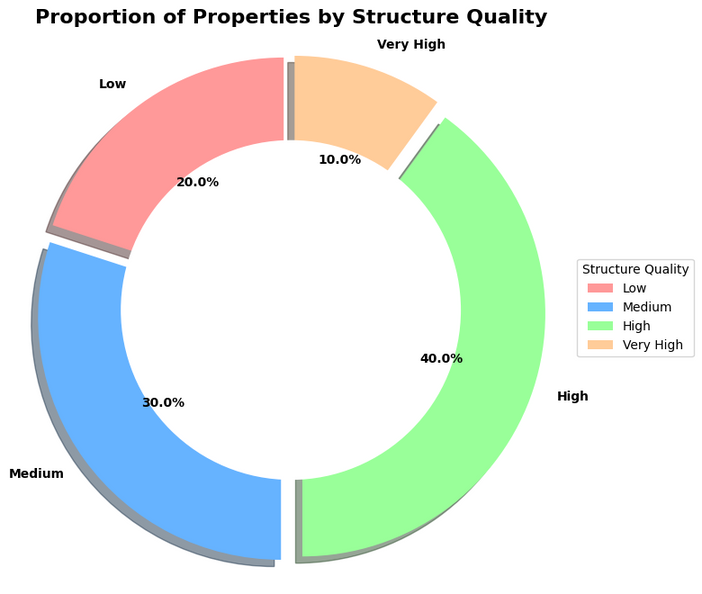 Proportion of Properties by Structure Quality
Very High
Low
10.0%
20.0%
Structure Quality
Low
Medium
High
Very High
40.0%
High
30.0%
Medium